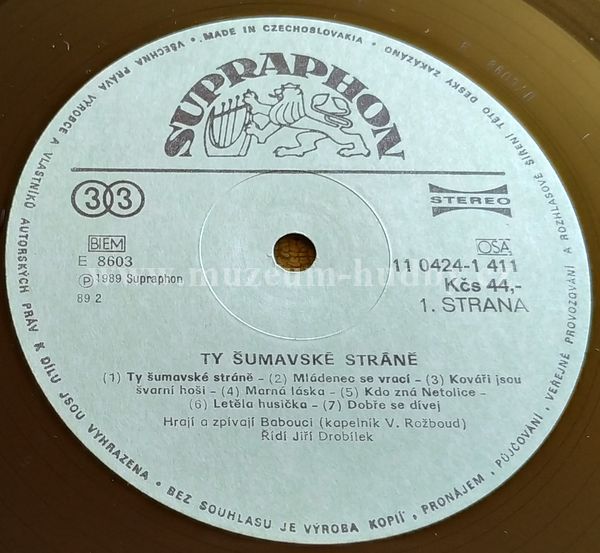 VŠECHNA PRÁVA VÝROBCE A VLASTNÍKŮ AUTORSKÝCH PRÁV K DÍLU JSOU VYHRAZENA • BEZ SOUHLASU JE VÝROBA KOPIÍ, PRONÁJEM, PŮJČOVÁNÍ, VEŘEJNÉ PROVOZOVÁNÍ A ROZHLASOVÉ ŠÍŘENÍ TÉTO DESKY ZAKÁZÁNO • MADE IN CZECHOSLOVAKIA •
SUPRAPHON
33
STEREO
BIEM
OSA
E 8603
11 0424-1 411
Ⓟ 1989 Supraphon
Kčs 44,-
89 2
1. STRANA
www.muzeum-hudb
TY ŠUMAVSKÉ STRÁNĚ
(1) Ty šumavské stráně – (2) Mládenec se vrací – (3) Kováři jsou
švarní hoši – (4) Marná láska – (5) Kdo zná Netolice –
(6) Letěla husička – (7) Dobře se dívej
Hrají a zpívají Babouci (kapelník V. Rožboud)
Řídí Jiří Drobílek